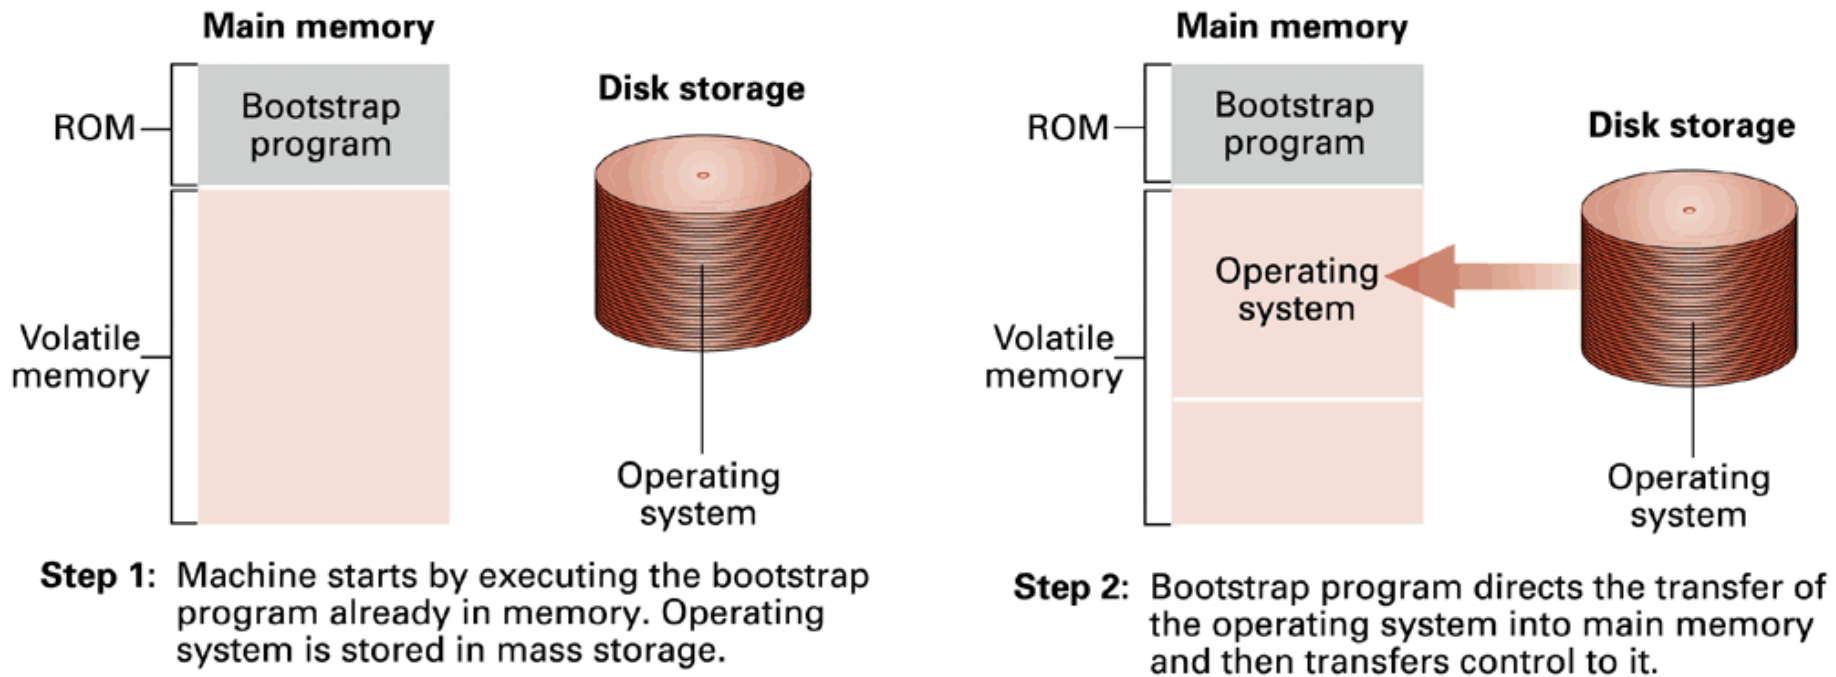 Main memory
Disk storage
ROM
Bootstrap
program
Volatile
memory
Operating
system
Step 1: Machine starts by executing the bootstrap
program already in memory. Operating
system is stored in mass storage.
Main memory
Disk storage
ROM
Bootstrap
program
Operating
system
Volatile
memory
Operating
system
Step 2: Bootstrap program directs the transfer of
the operating system into main memory
and then transfers control to it.